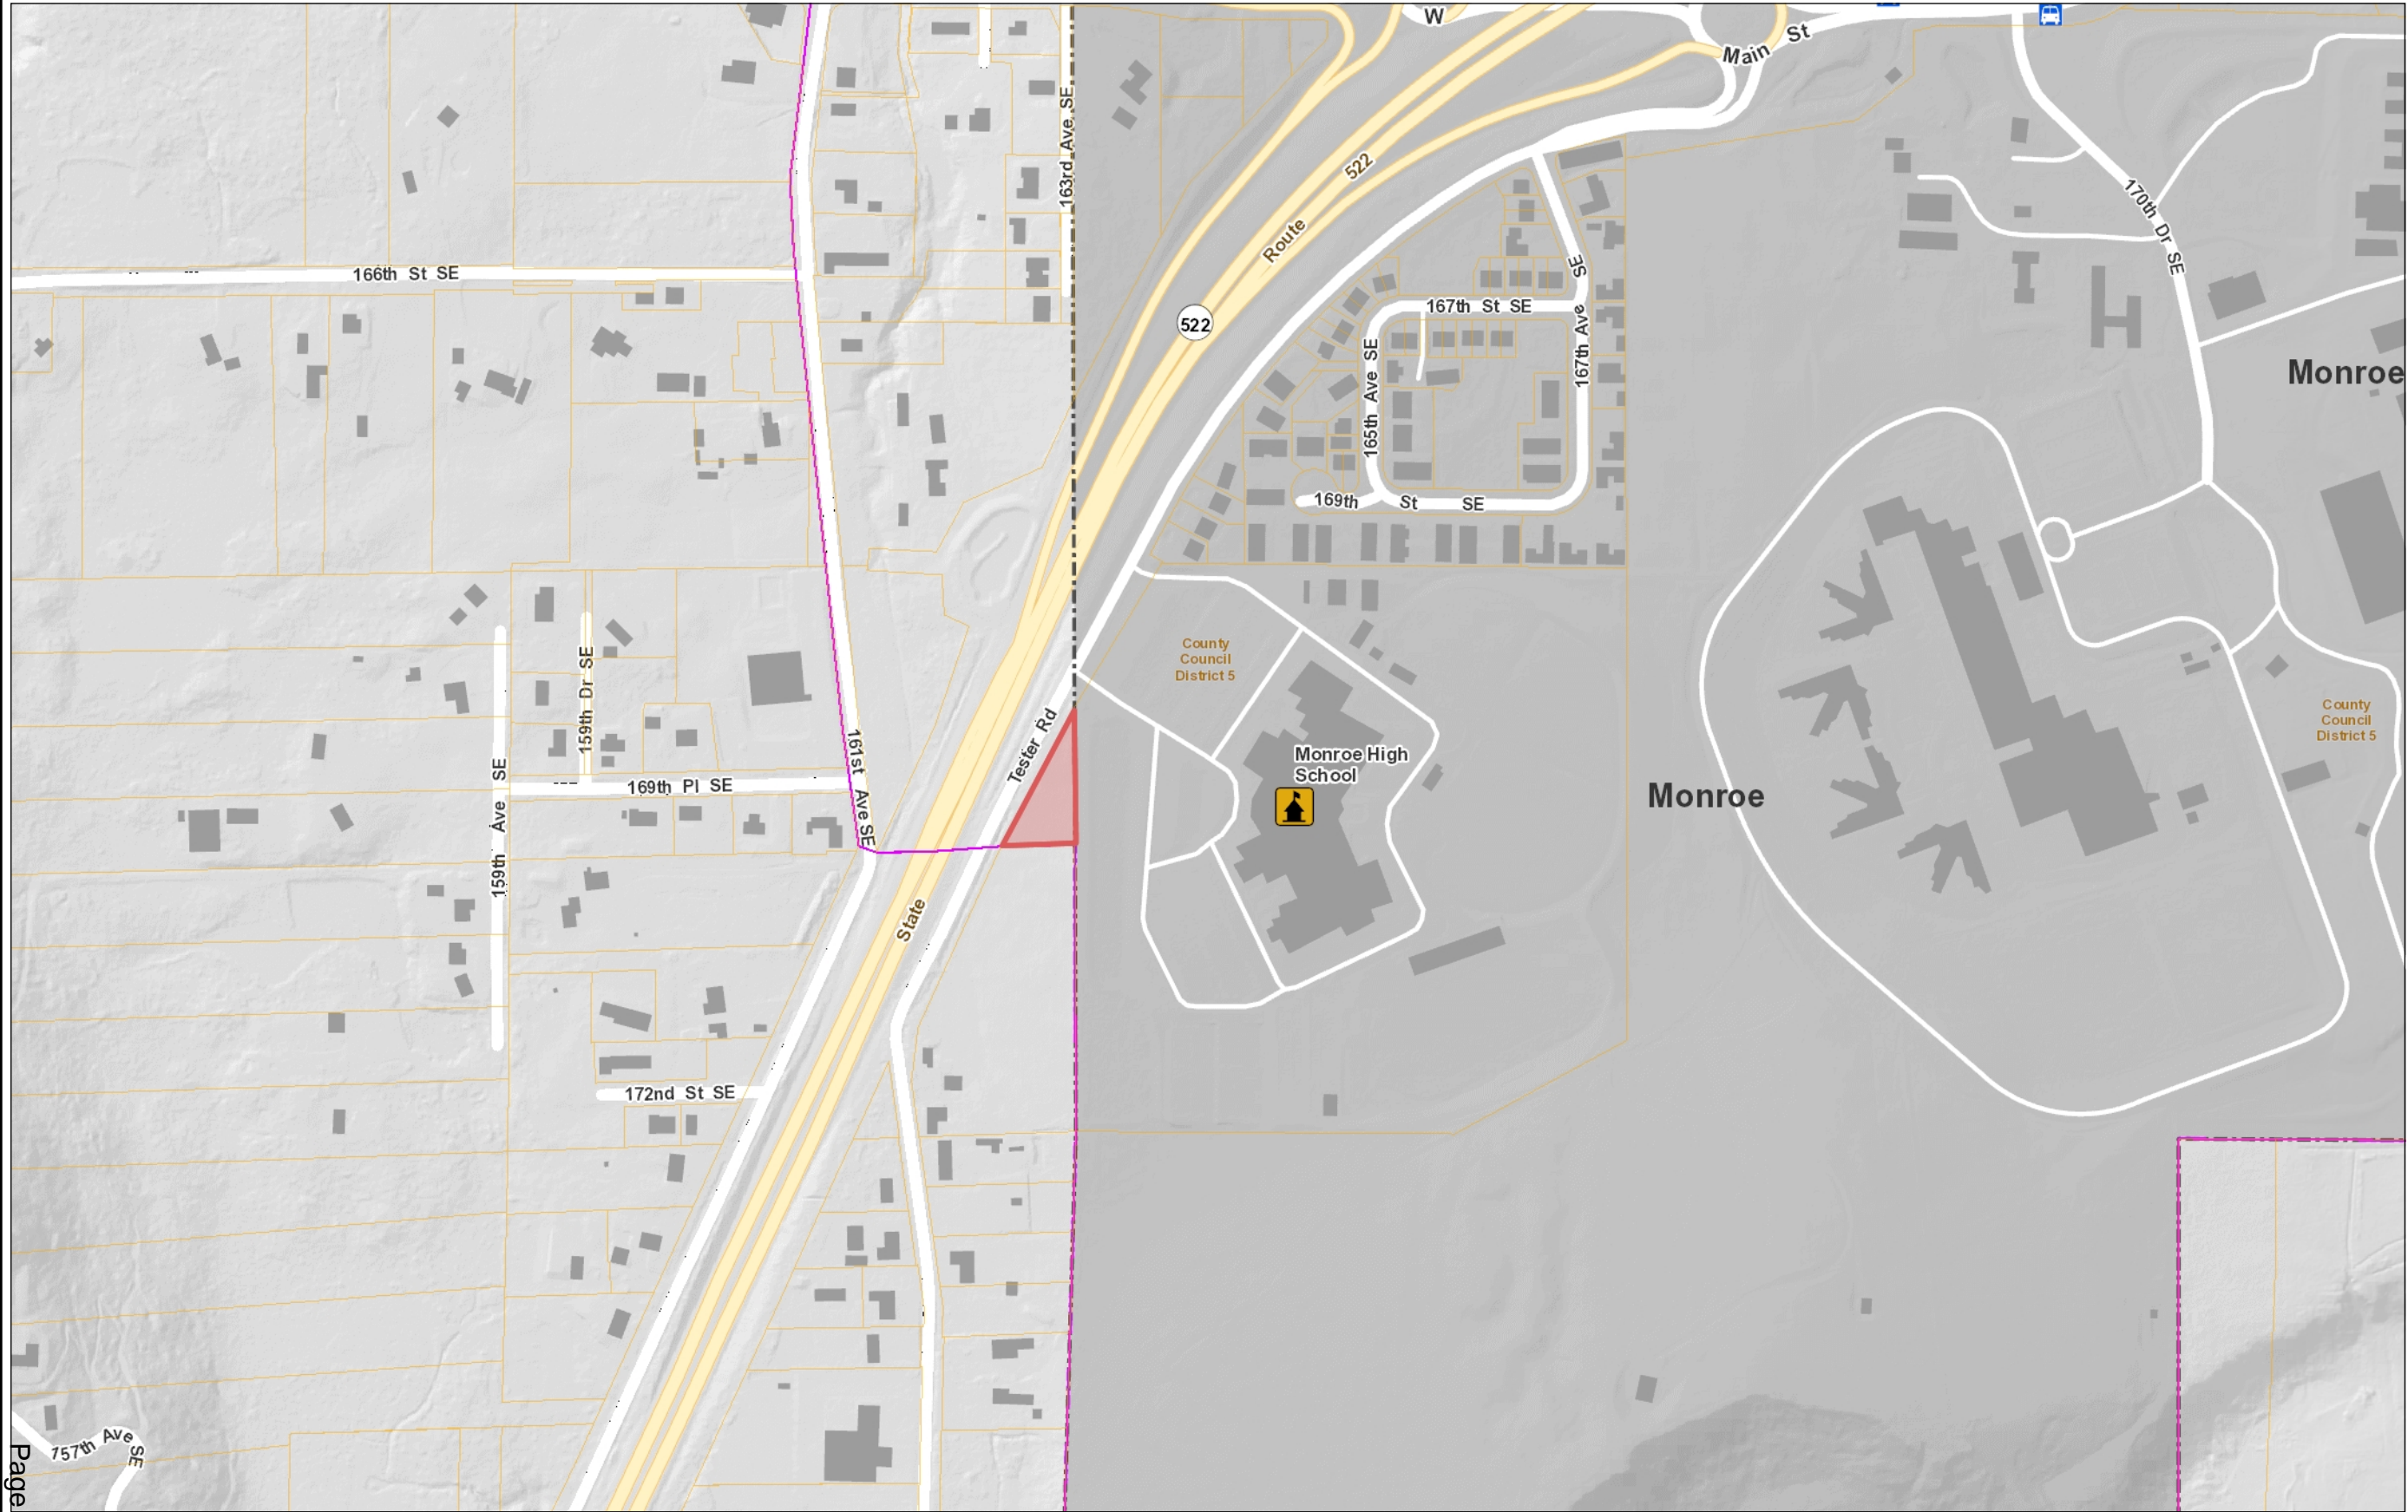 W
Main St
163rd Ave SE
522
Route
170th Dr SE
166th St SE
522
167th St SE
167th Ave SE
165th Ave SE
Monroe
169th St SE
County
Council
District 5
159th Dr SE
Tester Rd
County
Council
District 5
161st Ave SE
Monroe High
School
159th Ave SE
169th Pl SE
Monroe
State
172nd St SE
757th Ave SE
Page